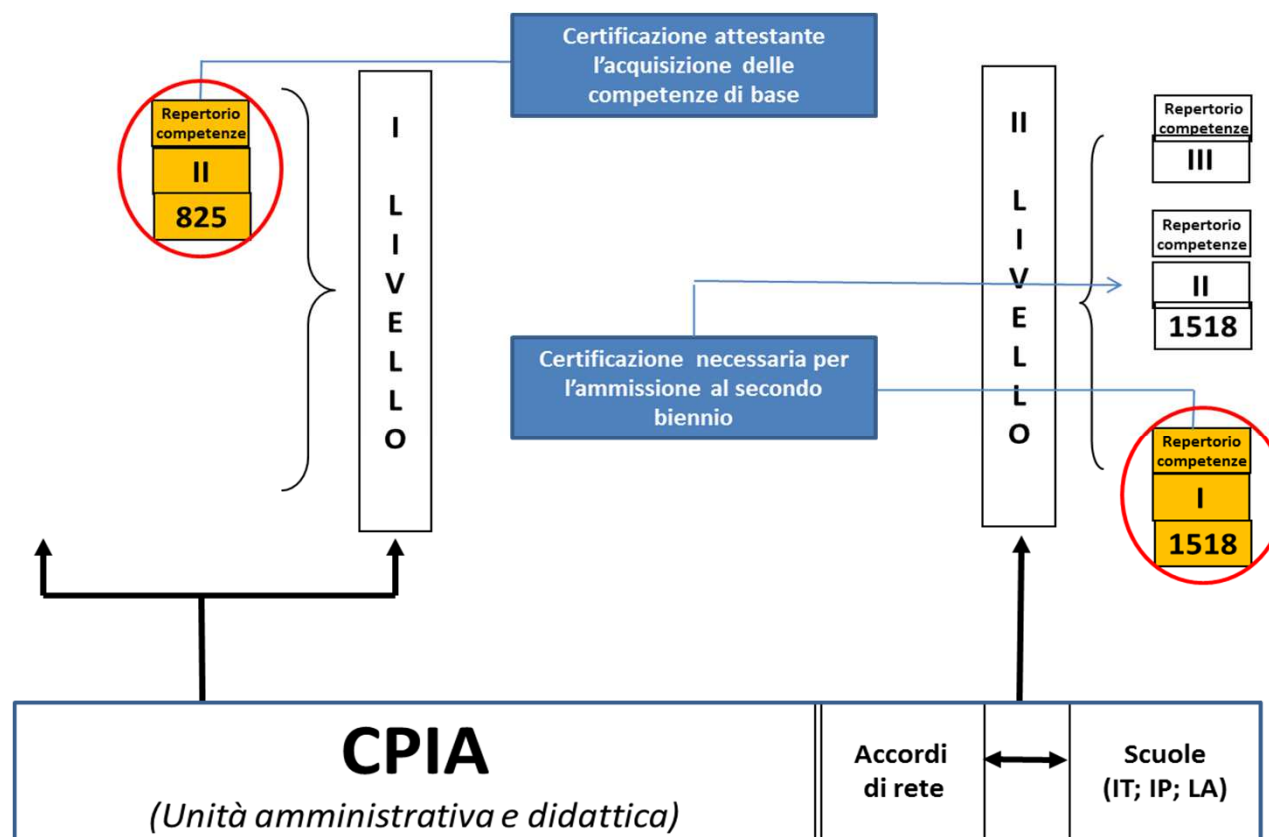 Certificazione attestante
l'acquisizione delle
competenze di base
Repertorio
competenze
II
825
I
L
I
V
E
L
L
O
II
L
I
V
E
L
L
O
Repertorio
competenze
III
Repertorio
competenze
II
1518
Certificazione necessaria per
l'ammissione al secondo
biennio
Repertorio
competenze
I
1518
CPIA
(Unità amministrativa e didattica)
Accordi
di rete
Scuole
(IT; IP; LA)